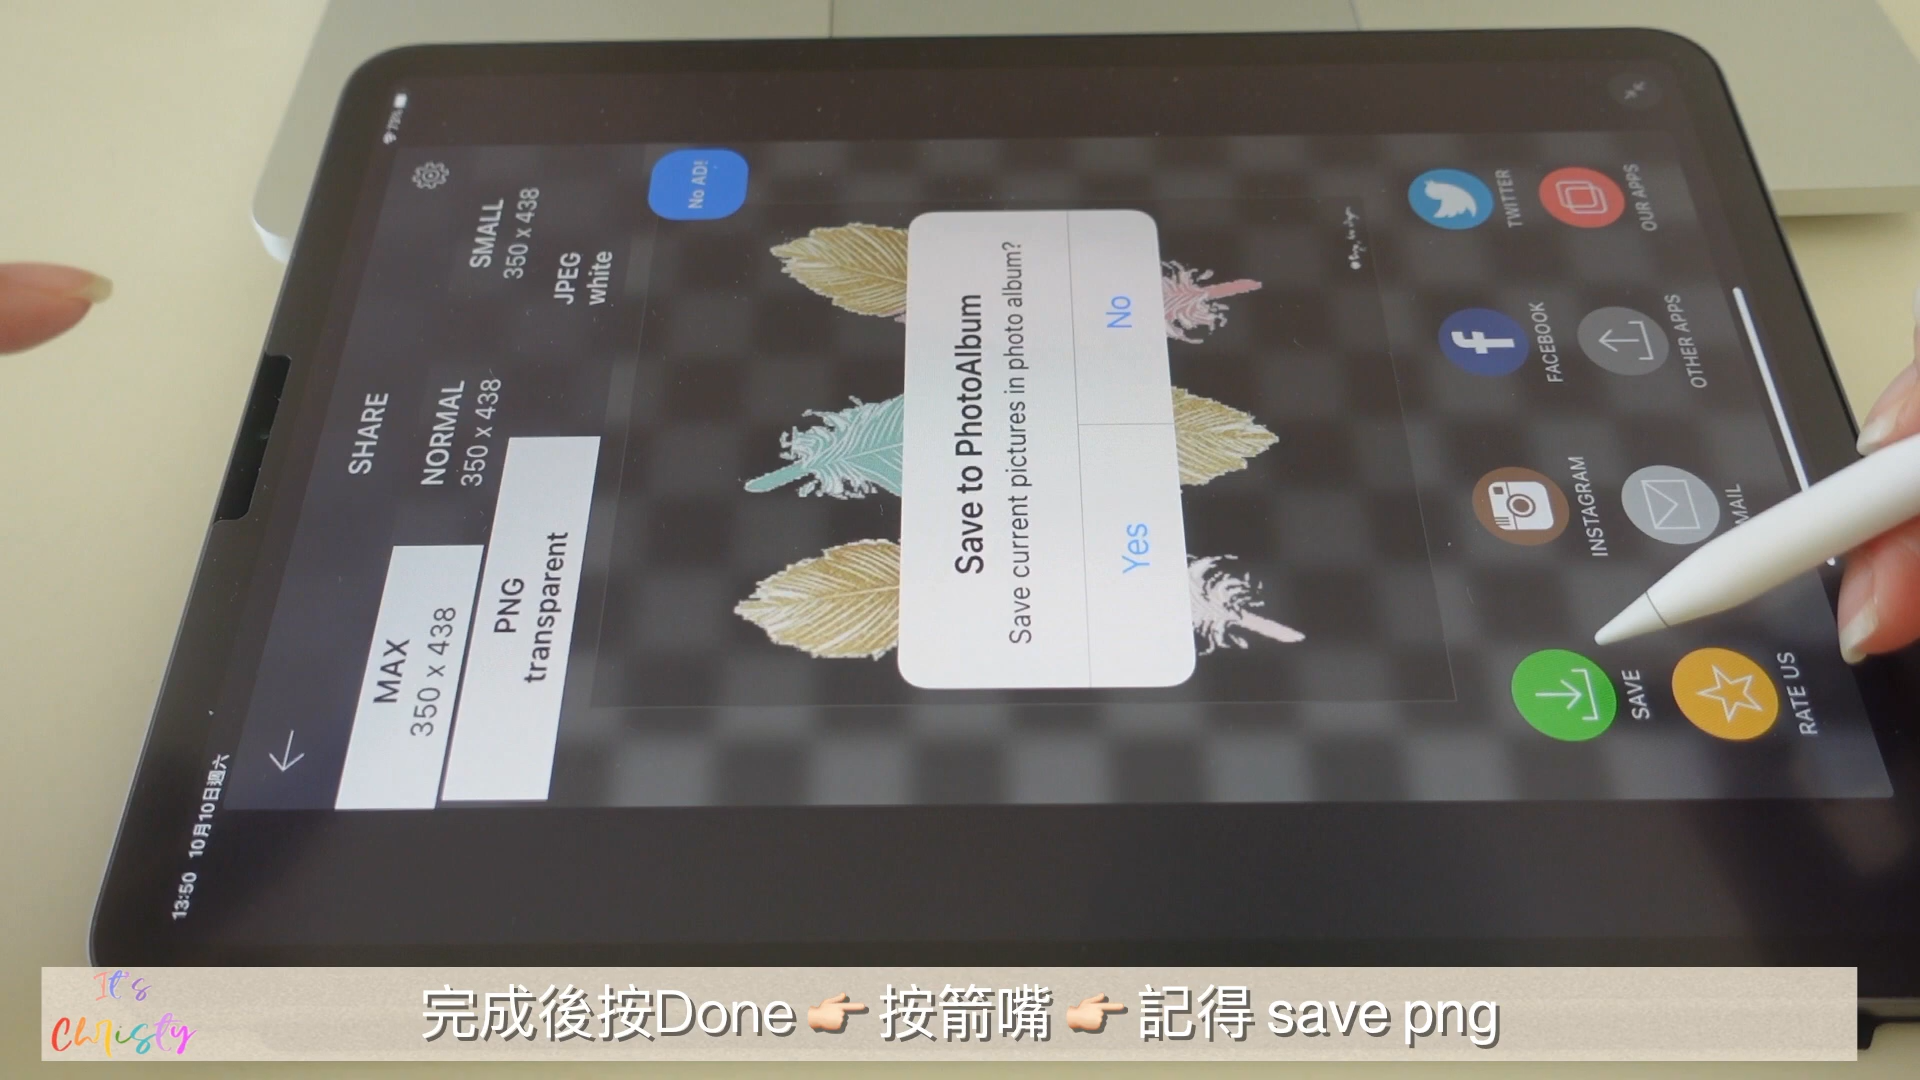 13:50 10月10日週六
79%
SHARE
MAX
350 x 438
NORMAL
350 x 438
SMALL
350 x 438
PNG
transparent
JPEG
white
No AD!
Save to PhotoAlbum
Save current pictures in photo album?
Yes
No
SAVE
INSTAGRAM
FACEBOOK
TWITTER
RATE US
MAIL
OTHER APPS
OUR APPS
It's
Christy
完成後按Done 👉🏻 按箭嘴 👉🏻 記得 save png